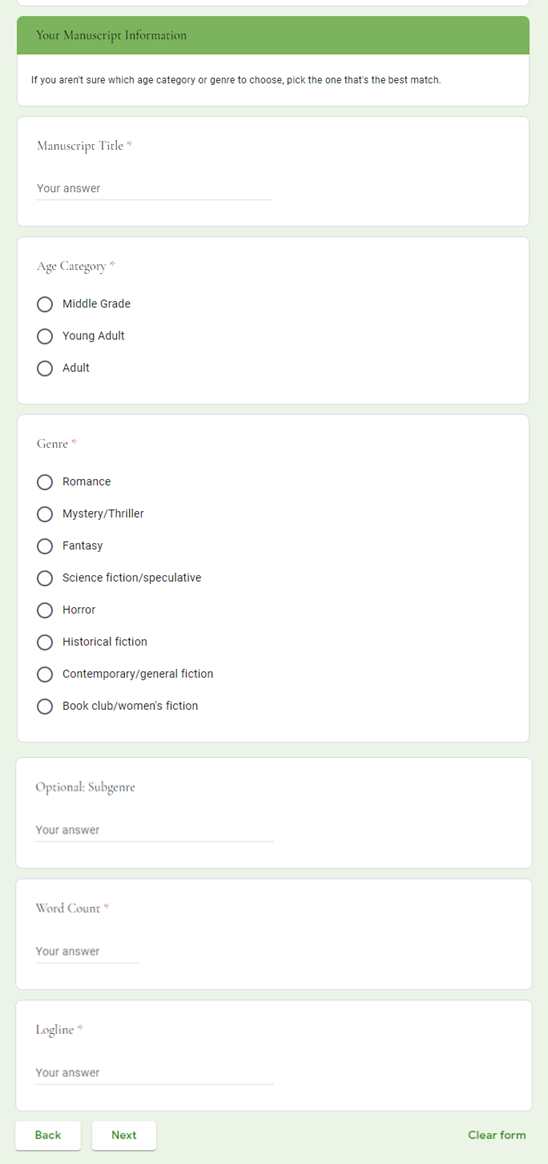 Your Manuscript Information
If you aren't sure which age category or genre to choose, pick the one that's the best match.
Manuscript Title *
Your answer
Age Category *
Middle Grade
Young Adult
Adult
Genre *
Romance
Mystery/Thriller
Fantasy
Science fiction/speculative
Horror
Historical fiction
Contemporary/general fiction
Book club/women's fiction
Optional: Subgenre
Your answer
Word Count *
Your answer
Logline *
Your answer
Back Next Clear form